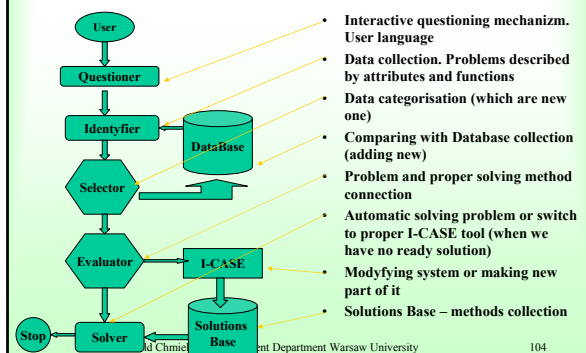 User
Questioner
Identyfier
DataBase
Selector
Evaluator
I-CASE
Stop
Solver
Solutions
Base
• Interactive questioning mechanizm.
User language
• Data collection. Problems described
by attributes and functions
• Data categorisation (which are new
one)
• Comparing with Database collection
(adding new)
• Problem and proper solving method
connection
• Automatic solving problem or switch
to proper I-CASE tool (when we
have no ready solution)
• Modyfying system or making new
part of it
• Solutions Base – methods collection
Department Warsaw University
104